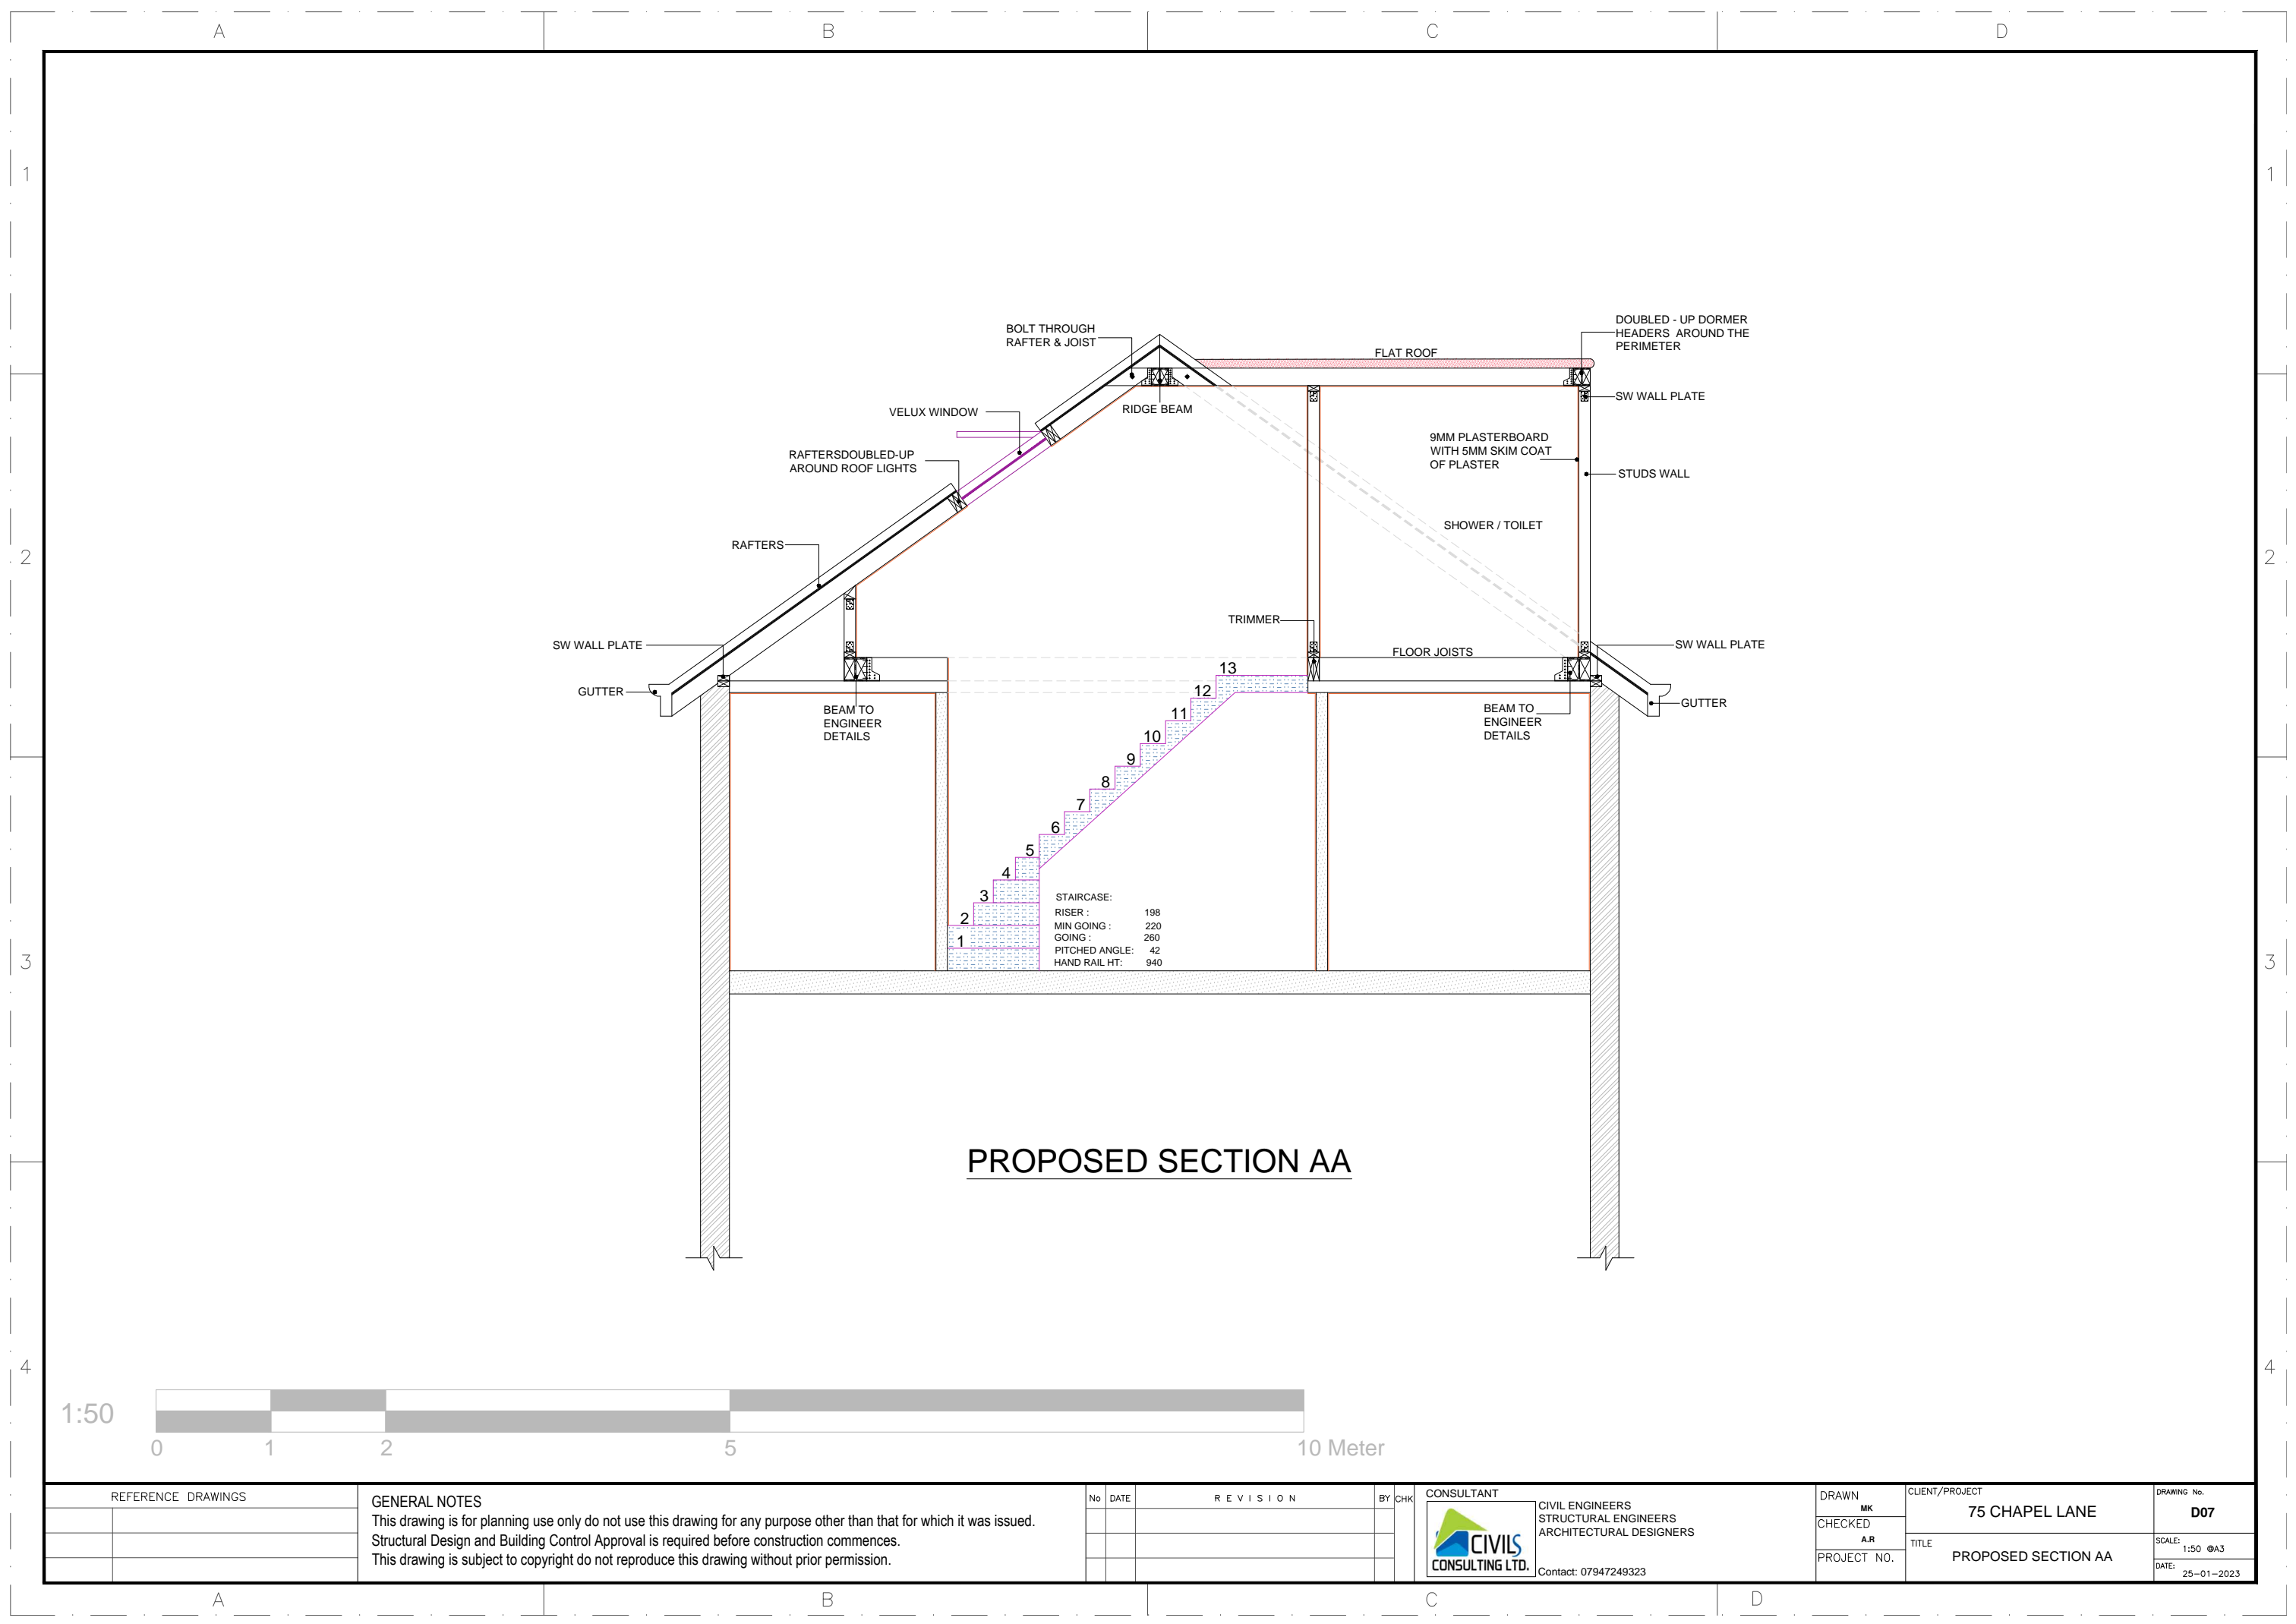 A
B
C
D
1
1
BOLT THROUGH
RAFTER & JOIST
FLAT ROOF
DOUBLED - UP DORMER
HEADERS AROUND THE
PERIMETER
SW WALL PLATE
VELUX WINDOW
RIDGE BEAM
RAFTERSDOUBLED-UP
AROUND ROOF LIGHTS
9MM PLASTERBOARD
WITH 5MM SKIM COAT
OF PLASTER
STUDS WALL
SHOWER / TOILET
RAFTERS
2
2
TRIMMER
SW WALL PLATE
FLOOR JOISTS
SW WALL PLATE
GUTTER
GUTTER
BEAM TO
ENGINEER
DETAILS
BEAM TO
ENGINEER
DETAILS
13
12
11
10
9
8
7
6
5
4
3
2
1
STAIRCASE:
RISER : 198
MIN GOING : 220
GOING : 260
PITCHED ANGLE: 42
HAND RAIL HT: 940
3
3
PROPOSED SECTION AA
4
4
1:50
0 1 2 5 10 Meter
REFERENCE DRAWINGS
GENERAL NOTES
This drawing is for planning use only do not use this drawing for any purpose other than that for which it was issued.
Structural Design and Building Control Approval is required before construction commences.
This drawing is subject to copyright do not reproduce this drawing without prior permission.
No DATE REVISION BY CHK
CONSULTANT
CIVILS
CONSULTING LTD.
CIVIL ENGINEERS
STRUCTURAL ENGINEERS
ARCHITECTURAL DESIGNERS
Contact: 07947249323
DRAWN
MK
CHECKED
A.R
PROJECT NO.
CLIENT/PROJECT
75 CHAPEL LANE
TITLE
PROPOSED SECTION AA
DRAWING No.
D07
SCALE:
1:50 @A3
DATE:
25-01-2023
A
B
C
D